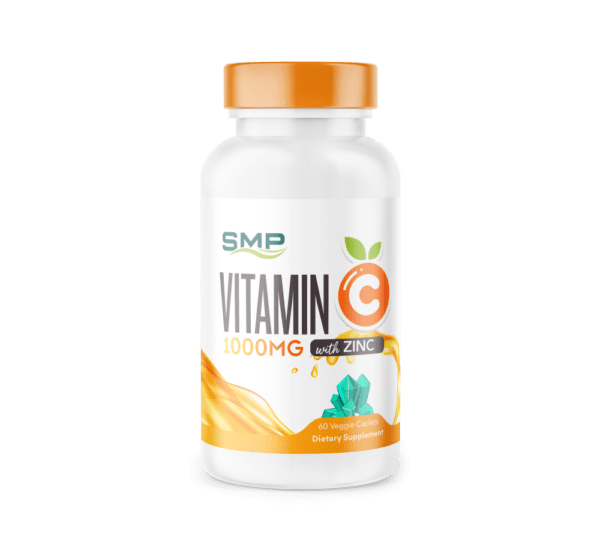 SMP
VITAMIN C
1000MG with ZINC
60 Veggie Caplets
Dietary Supplement